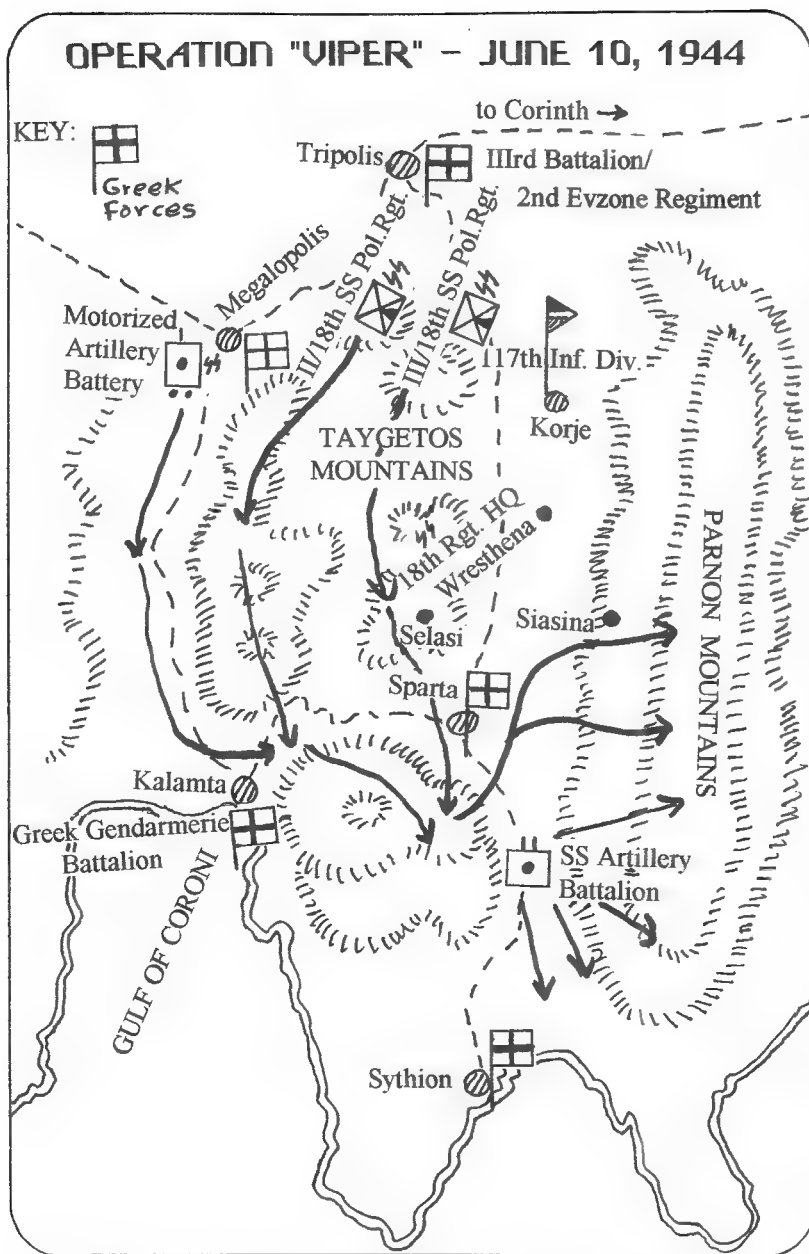 OPERATION "VIPER" - JUNE 10, 1944
to Corinth →
KEY:
Greek
Forces
Tripolis
IIIrd Battalion/
2nd Evzone Regiment
Megalopolis
II/18th SS Pol.Rgt.
III/18th SS Pol.Rgt.
Motorized
Artillery
Battery
117th Inf. Div.
Korje
TAYGETOS
MOUNTAINS
18th Rgt. HQ
Wresthena
Selasi
Siasina
PARNON MOUNTAINS
Sparta
Kalamta
Greek Gendarmerie
Battalion
SS Artillery
Battalion
GULF OF CORONI
Sythion